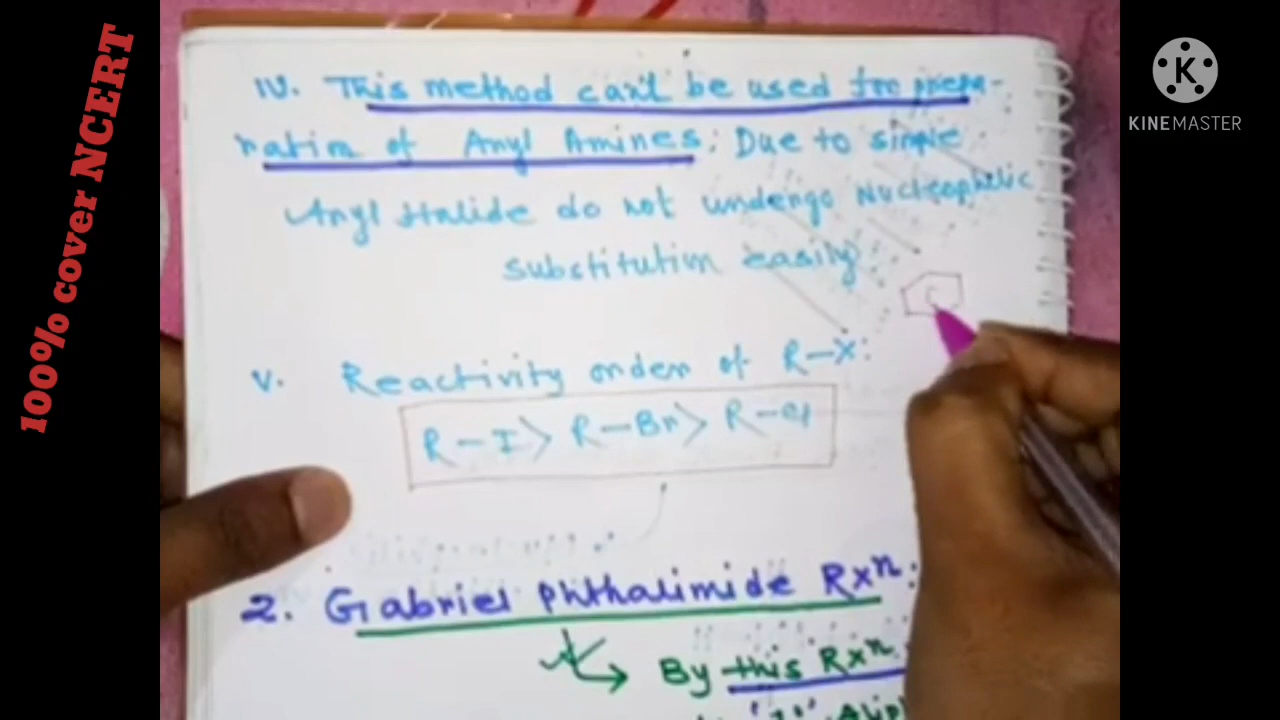 100% cover NCERT
K
KINEMASTER
IV. This method can't be used for prepa-
ration of Aryl Amines: Due to simple
Aryl Halide do not undergo Nucleophilic
substitution easily
V. Reactivity order of R-X:
R-I > R-Br > R-Cl
2. Gabriel phthalimide Rxⁿ:
By this Rxⁿ
'1°' Alip